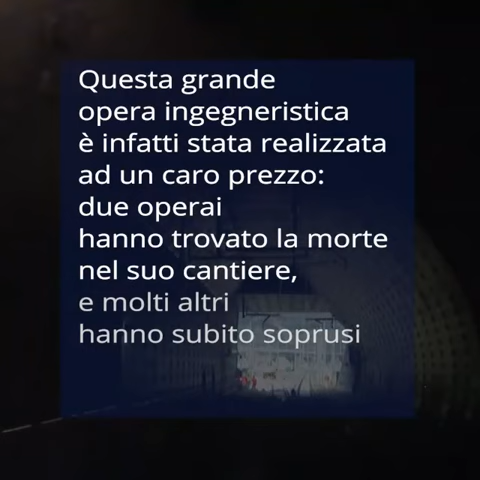 Questa grande
opera ingegneristica
è infatti stata realizzata
ad un caro prezzo:
due operai
hanno trovato la morte
nel suo cantiere,
e molti altri
hanno subito soprusi